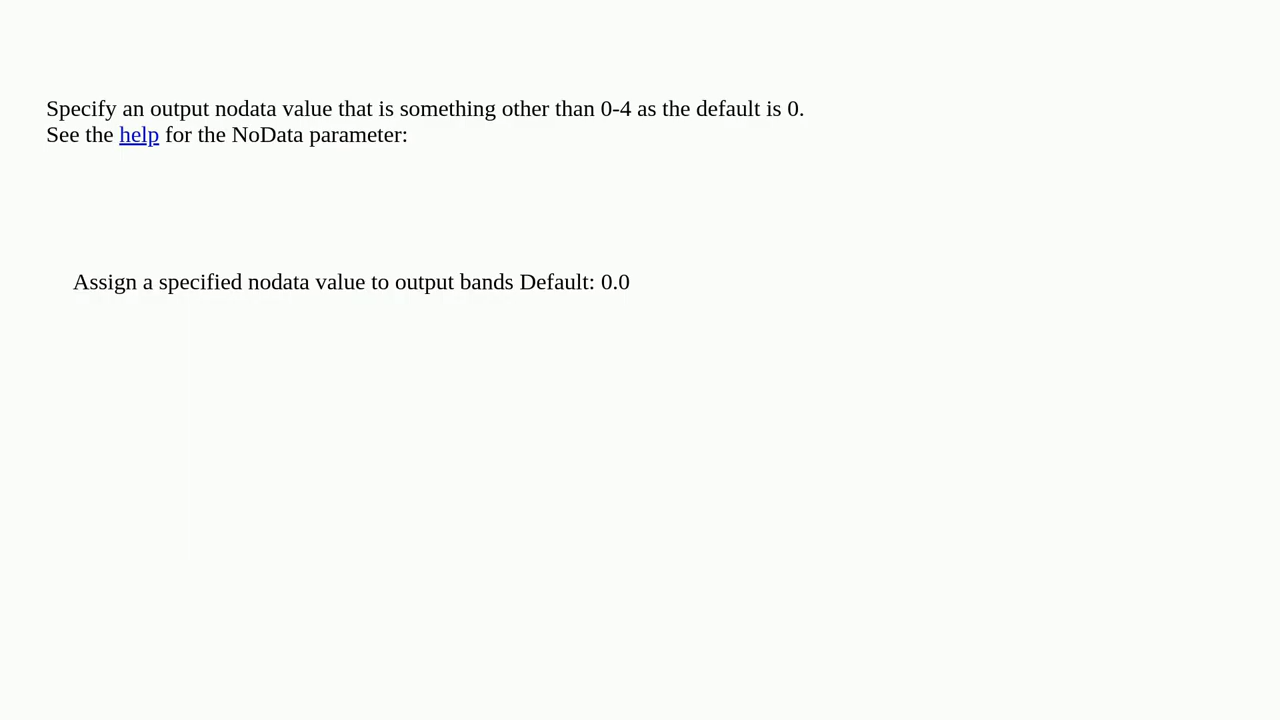 Specify an output nodata value that is something other than 0-4 as the default is 0.
See the help for the NoData parameter:
Assign a specified nodata value to output bands Default: 0.0